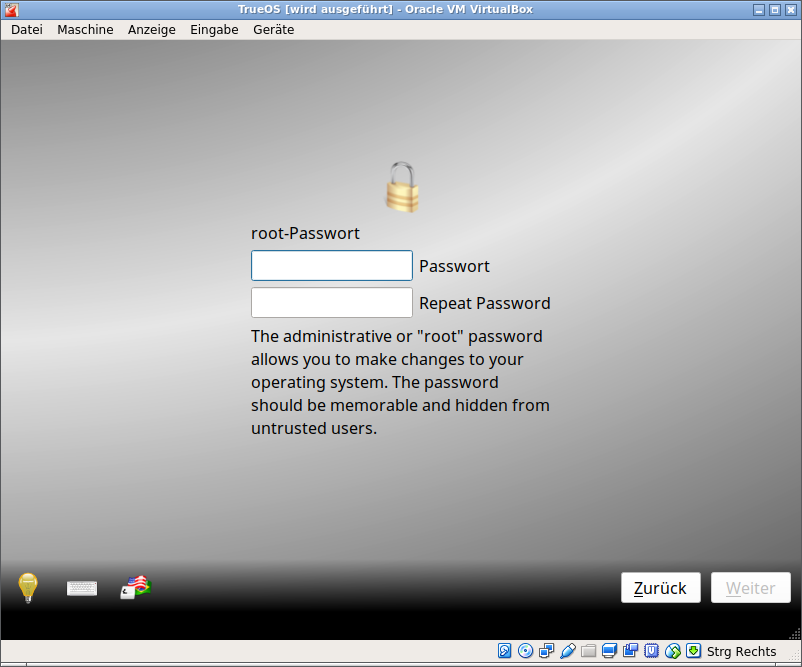 TrueOS [wird ausgeführt] - Oracle VM VirtualBox
Datei Maschine Anzeige Eingabe Geräte
root-Passwort
Passwort
Repeat Password
The administrative or "root" password
allows you to make changes to your
operating system. The password
should be memorable and hidden from
untrusted users.
Zurück Weiter
Strg Rechts